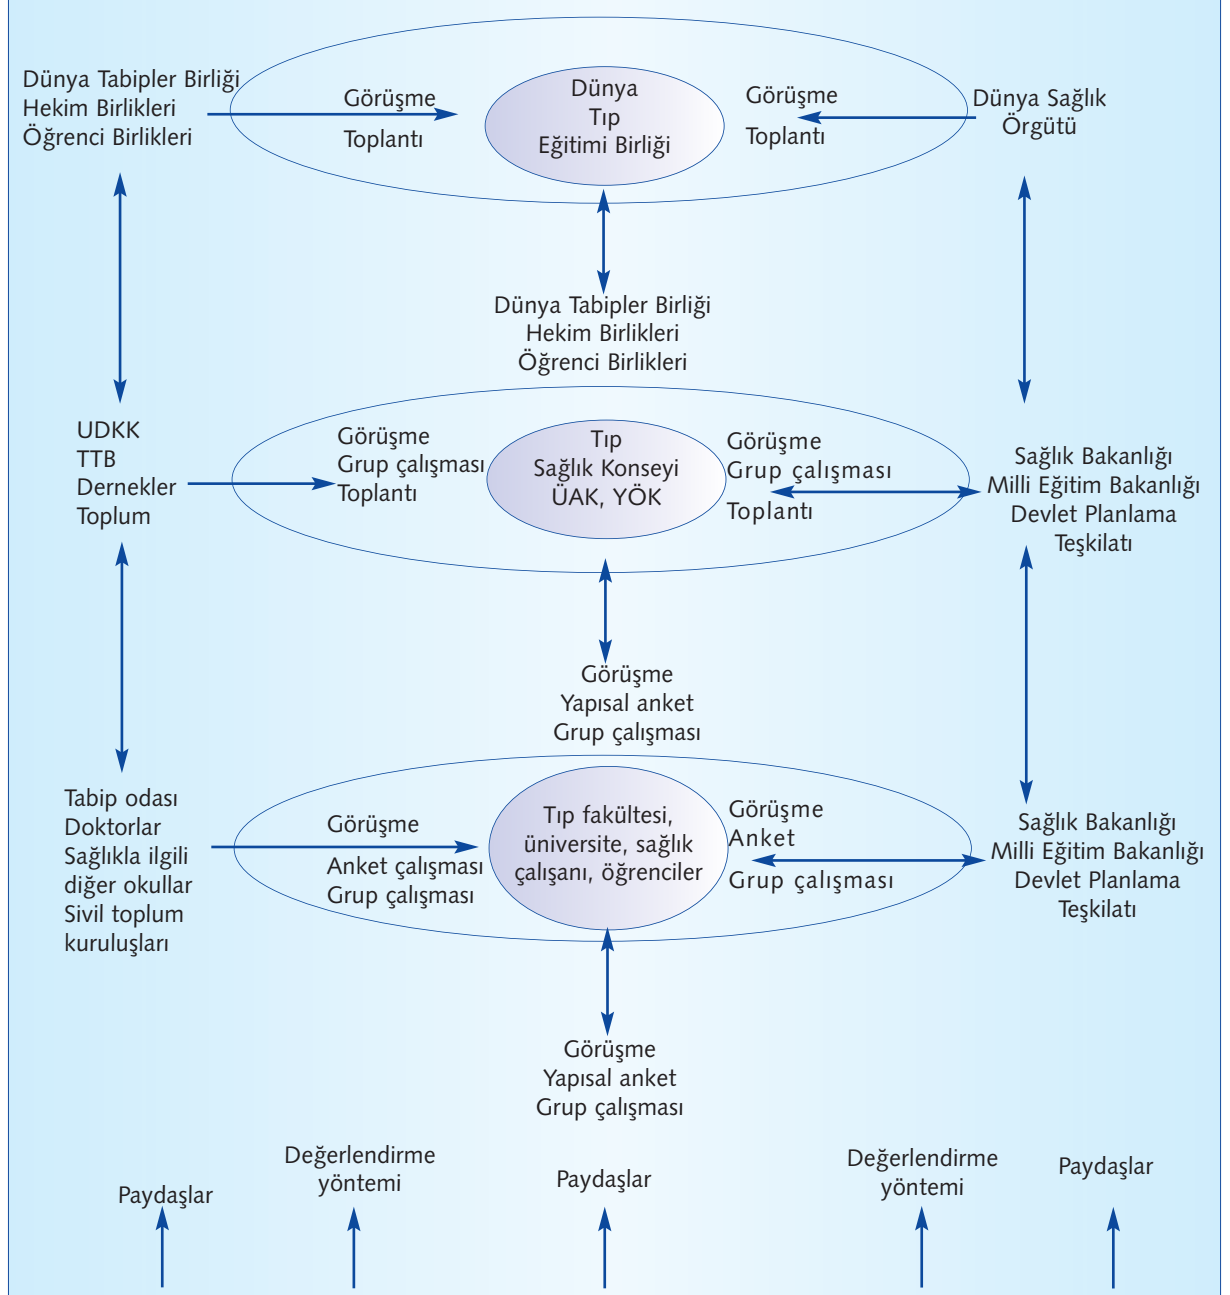 Dünya Tabipler Birliği
Hekim Birlikleri
Öğrenci Birlikleri
Görüşme
Toplantı
Dünya
Tıp
Eğitimi Birliği
Görüşme
Toplantı
Dünya Sağlık
Örgütü
Dünya Tabipler Birliği
Hekim Birlikleri
Öğrenci Birlikleri
UDKK
TTB
Dernekler
Toplum
Görüşme
Grup çalışması
Toplantı
Tıp
Sağlık Konseyi
ÜAK, YÖK
Görüşme
Grup çalışması
Toplantı
Sağlık Bakanlığı
Milli Eğitim Bakanlığı
Devlet Planlama
Teşkilatı
Görüşme
Yapısal anket
Grup çalışması
Tabip odası
Doktorlar
Sağlıkla ilgili
diğer okullar
Sivil toplum
kuruluşları
Görüşme
Anket çalışması
Grup çalışması
Tıp fakültesi,
üniversite, sağlık
çalışanı, öğrenciler
Görüşme
Anket
Grup çalışması
Sağlık Bakanlığı
Milli Eğitim Bakanlığı
Devlet Planlama
Teşkilatı
Görüşme
Yapısal anket
Grup çalışması
Paydaşlar
Değerlendirme
yöntemi
Paydaşlar
Değerlendirme
yöntemi
Paydaşlar